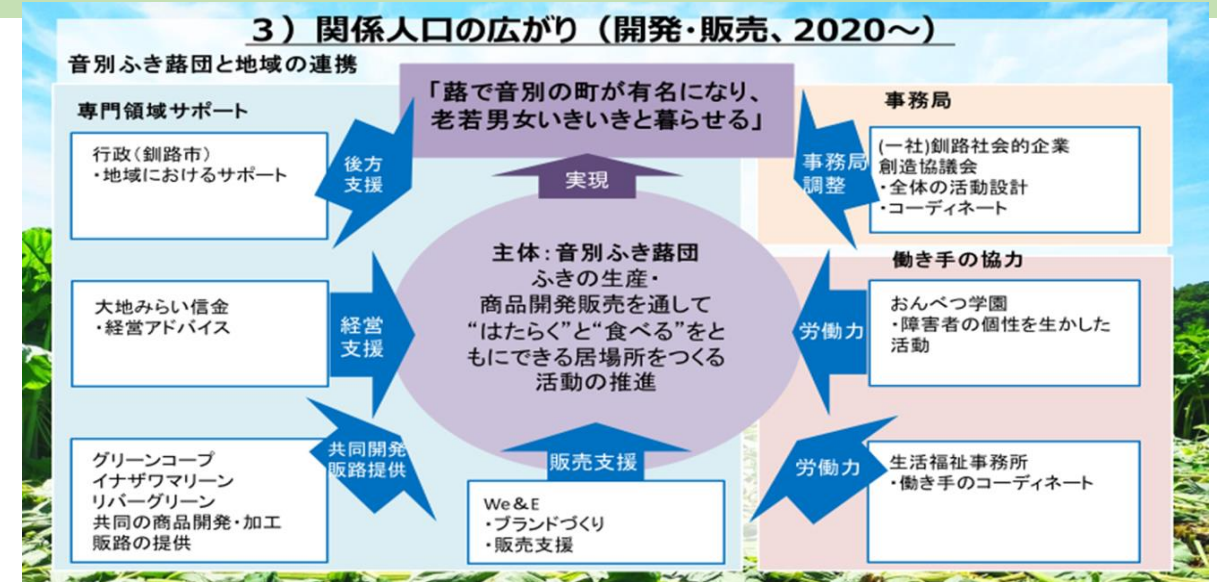 3）関係人口の広がり（開発・販売、2020～）
音別ふき蕗団と地域の連携
「蕗で音別の町が有名になり、
老若男女いきいきと暮らせる」
実現
専門領域サポート
行政（釧路市）
・地域におけるサポート
後方
支援
大地みらい信金
・経営アドバイス
経営
支援
グリーンコープ
イナザワマリーン
リバーグリーン
共同の商品開発・加工
販路の提供
共同開発
販路提供
主体：音別ふき蕗団
ふきの生産・
商品開発販売を通して
“はたらく”と“食べる”をと
もにできる居場所をつくる
活動の推進
販売支援
We&E
・ブランドづくり
・販売支援
事務局
(一社)釧路社会的企業
創造協議会
・全体の活動設計
・コーディネート
事務局
調整
働き手の協力
おんべつ学園
・障害者の個性を生かした
活動
労働力
生活福祉事務所
・働き手のコーディネート
労働力